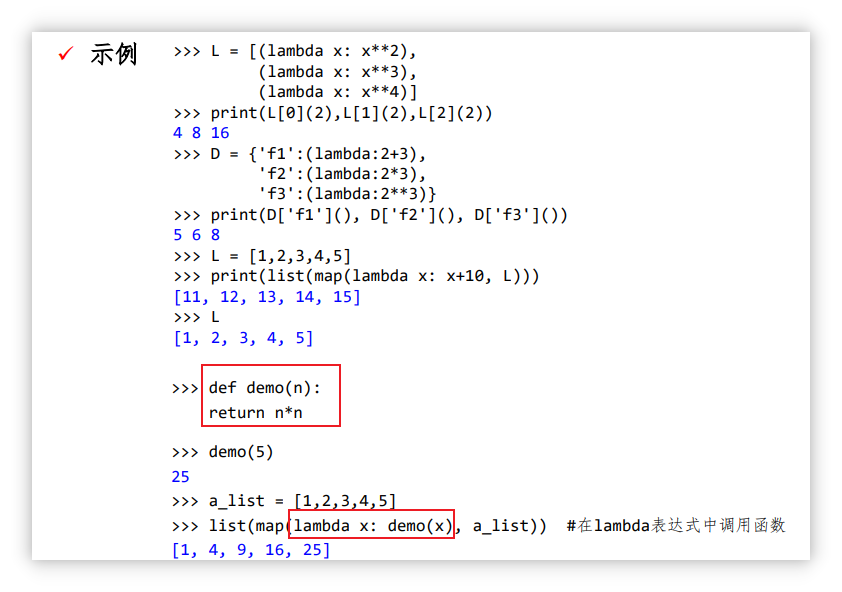 ✓ 示例
>>> L = [(lambda x: x**2),
(lambda x: x**3),
(lambda x: x**4)]
>>> print(L[0](2),L[1](2),L[2](2))
4 8 16
>>> D = {'f1':(lambda:2+3),
'f2':(lambda:2*3),
'f3':(lambda:2**3)}
>>> print(D['f1'](), D['f2'](), D['f3']())
5 6 8
>>> L = [1,2,3,4,5]
>>> print(list(map(lambda x: x+10, L)))
[11, 12, 13, 14, 15]
>>> L
[1, 2, 3, 4, 5]
>>> def demo(n):
return n*n
>>> demo(5)
25
>>> a_list = [1,2,3,4,5]
>>> list(map(lambda x: demo(x), a_list)) #在lambda表达式中调用函数
[1, 4, 9, 16, 25]